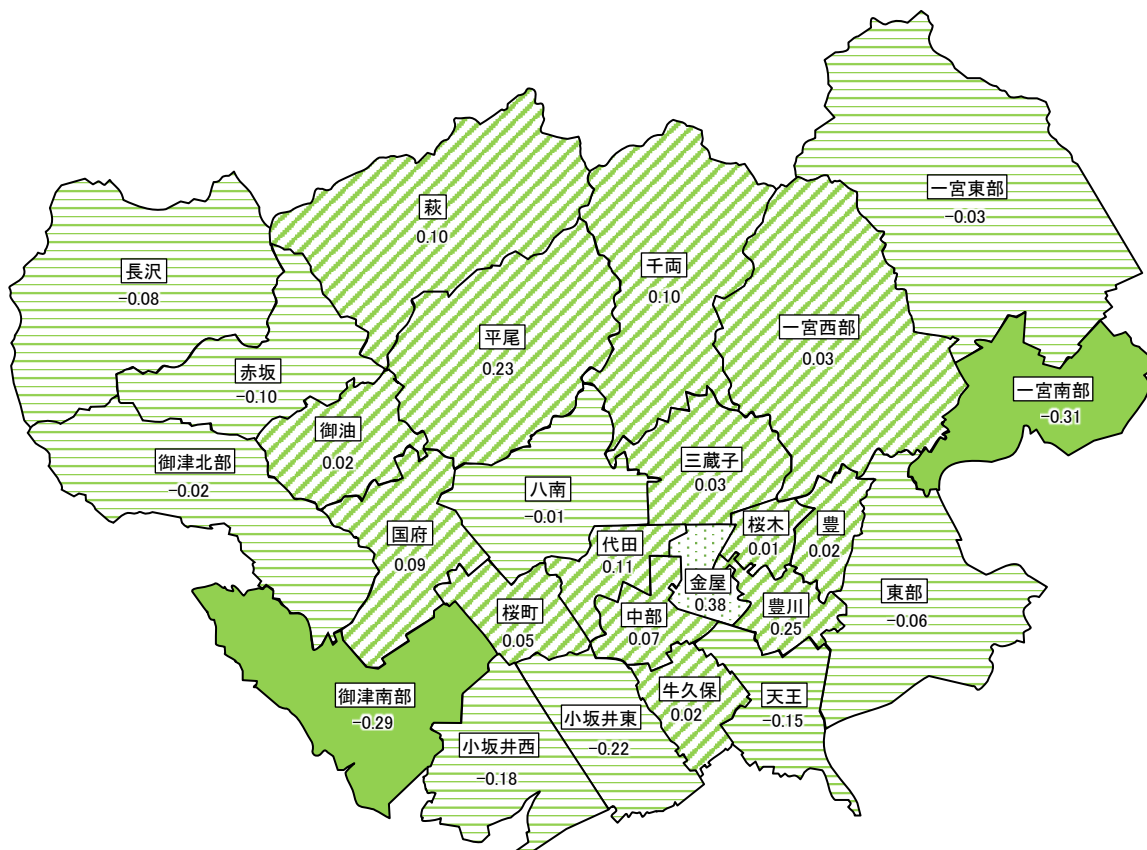 一宮東部
−0.03
萩
0.10
千両
0.10
長沢
−0.08
一宮西部
0.03
平尾
0.23
赤坂
−0.10
一宮南部
−0.31
御油
0.02
御津北部
−0.02
三蔵子
0.03
八南
−0.01
国府
0.09
代田
0.11
桜木
0.01
豊
0.02
金屋
0.38
東部
−0.06
桜町
0.05
中部
0.07
豊川
0.25
御津南部
−0.29
牛久保
0.02
天王
−0.15
小坂井東
−0.22
小坂井西
−0.18